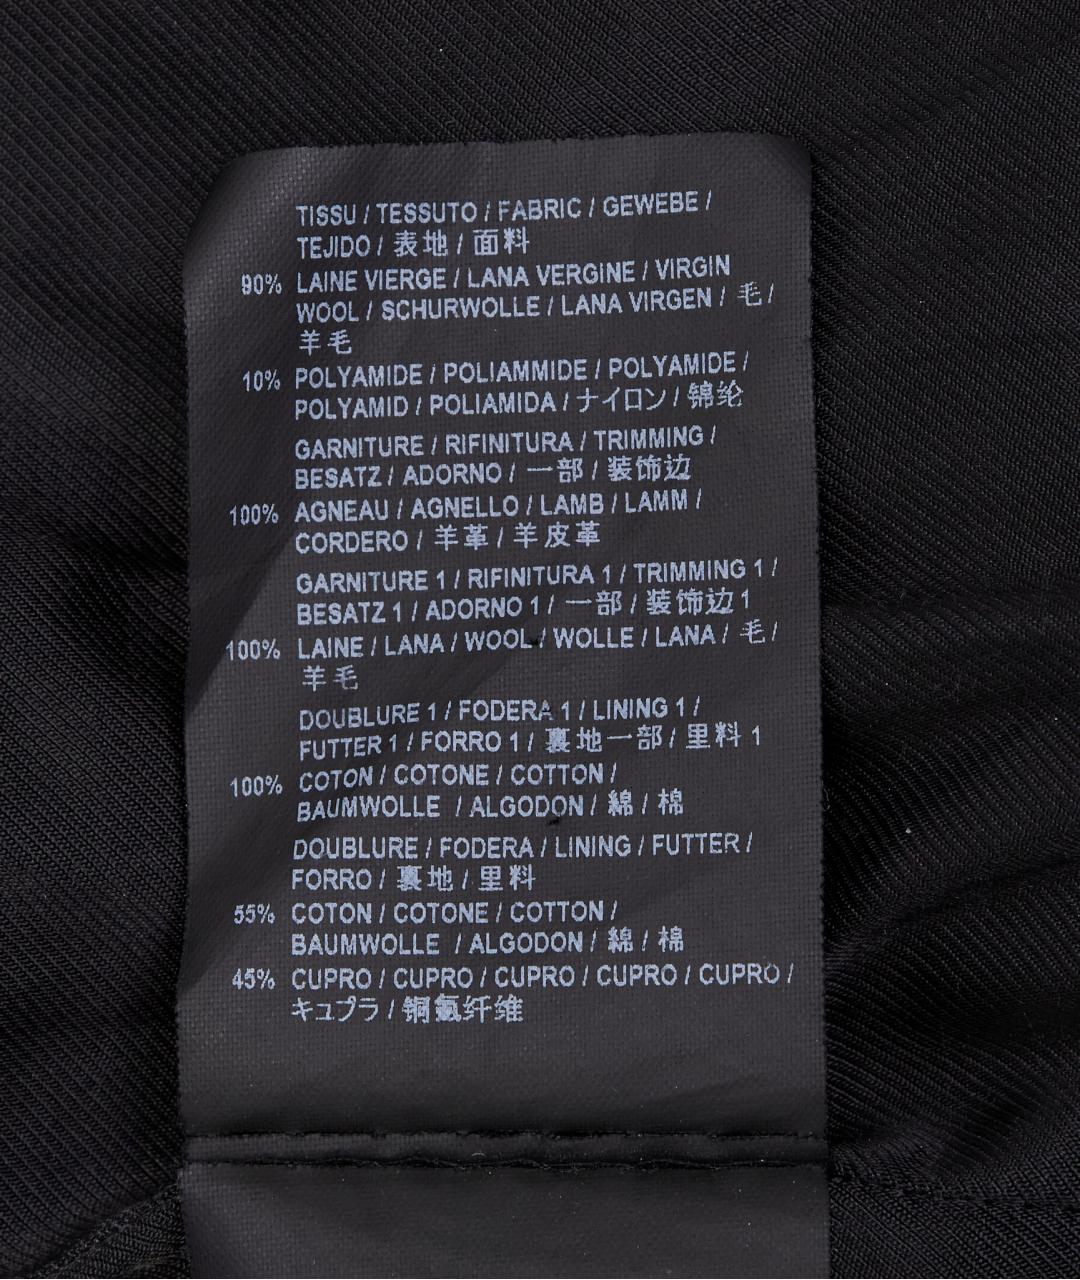 TISSU / TESSUTO / FABRIC / GEWEBE /
TEJIDO / 表地 / 面料
90% LAINE VIERGE / LANA VERGINE / VIRGIN
WOOL / SCHURWOLLE / LANA VIRGEN / 毛 /
羊毛
10% POLYAMIDE / POLIAMMIDE / POLYAMIDE /
POLYAMID / POLIAMIDA / ナイロン / 锦纶
GARNITURE / RIFINITURA / TRIMMING /
BESATZ / ADORNO / 一部 / 装饰边
100% AGNEAU / AGNELLO / LAMB / LAMM /
CORDERO / 羊革 / 羊皮革
GARNITURE 1 / RIFINITURA 1 / TRIMMING 1 /
BESATZ 1 / ADORNO 1 / 一部 / 装饰边 1
100% LAINE / LANA / WOOL / WOLLE / LANA / 毛 /
羊毛
DOUBLURE 1 / FODERA 1 / LINING 1 /
FUTTER 1 / FORRO 1 / 裏地一部 / 里料 1
100% COTON / COTONE / COTTON /
BAUMWOLLE / ALGODON / 綿 / 棉
DOUBLURE / FODERA / LINING / FUTTER /
FORRO / 裏地 / 里料
55% COTON / COTONE / COTTON /
BAUMWOLLE / ALGODON / 綿 / 棉
45% CUPRO / CUPRO / CUPRO / CUPRO / CUPRO /
キュプラ / 铜氨纤维